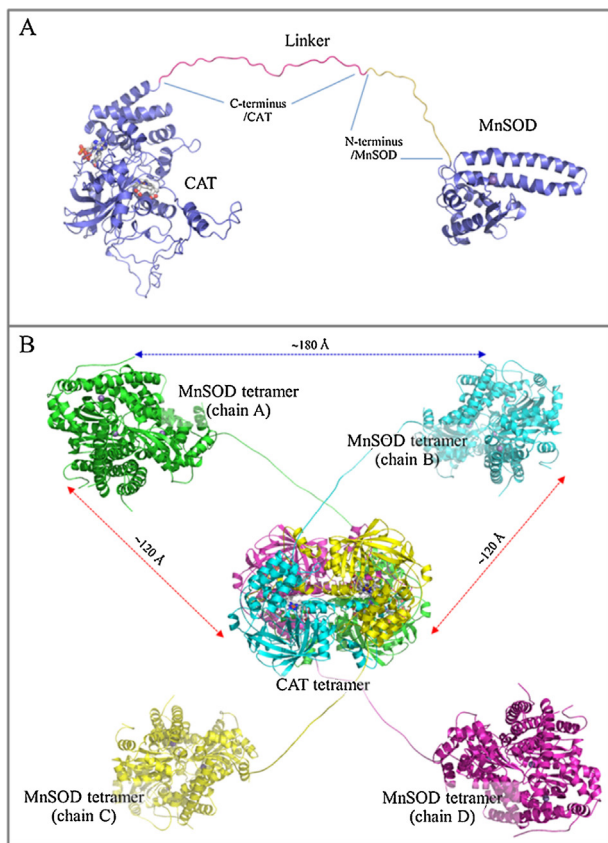 A
Linker
C-terminus
/CAT
N-terminus
/MnSOD
MnSOD
CAT
B
~180 Å
MnSOD tetramer
(chain A)
MnSOD tetramer
(chain B)
~120 Å
~120 Å
CAT tetramer
MnSOD tetramer
(chain C)
MnSOD tetramer
(chain D)